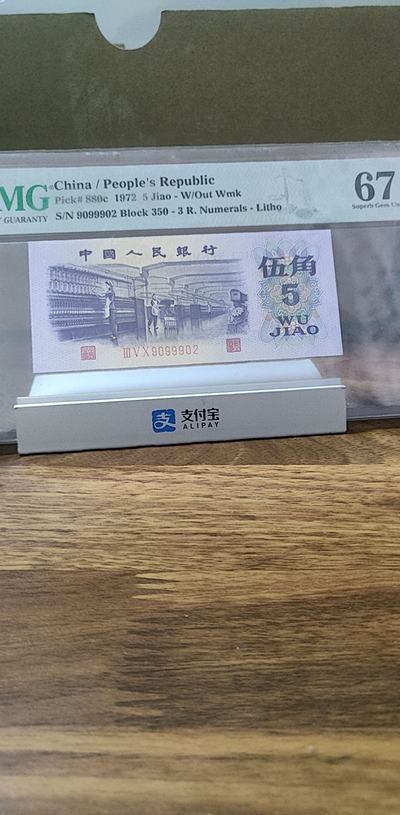 MG China / People's Republic
Pick# 880c 1972 5 Jiao - W/Out Wmk
GUARANTY S/N 9099902 Block 350 - 3 R. Numerals - Litho
67
Superb Gem
中國人民銀行
伍角
5
WU
JIAO
III V X 9099902
支 支付宝
ALIPAY